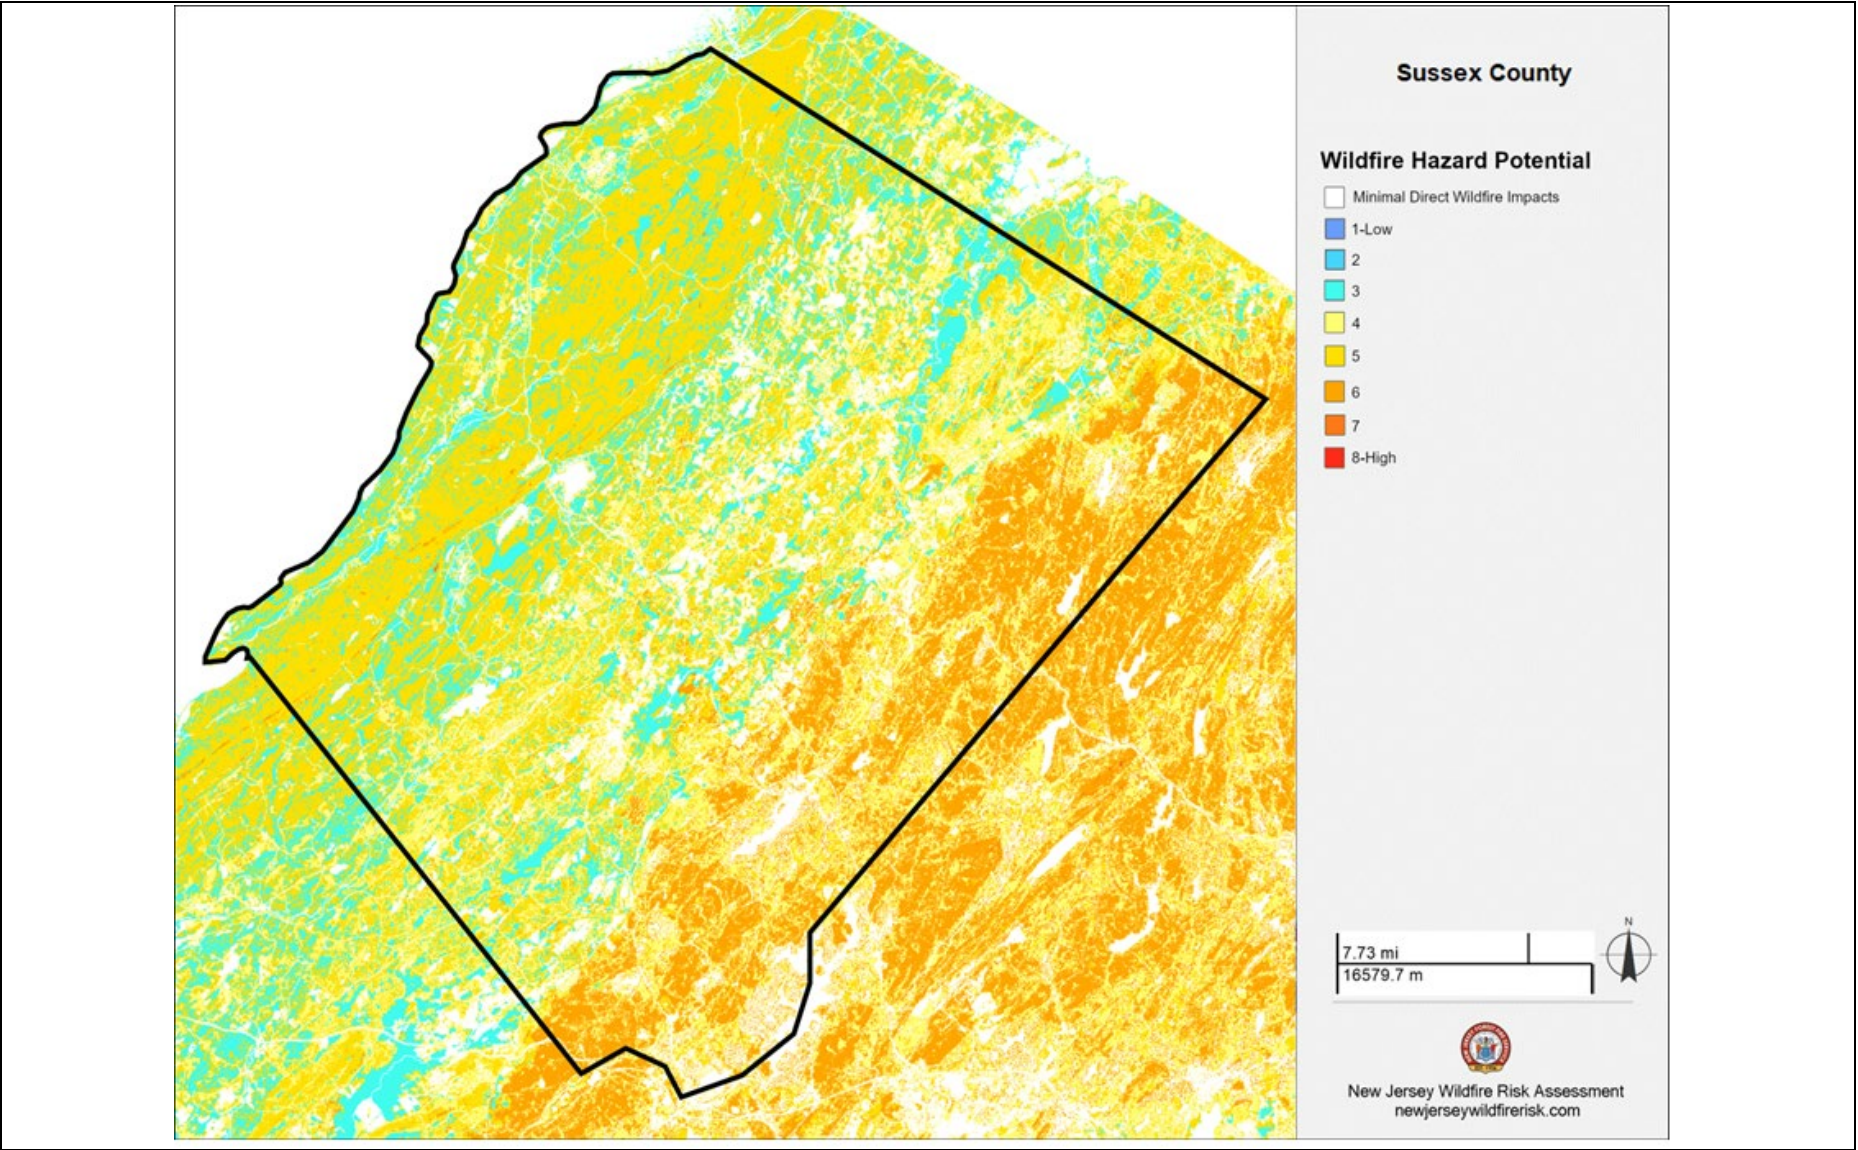 Sussex County
Wildfire Hazard Potential
Minimal Direct Wildfire Impacts
1-Low
2
3
4
5
6
7
8-High
N
7.73 mi
16579.7 m
New Jersey Wildfire Risk Assessment
newjerseywildfirerisk.com